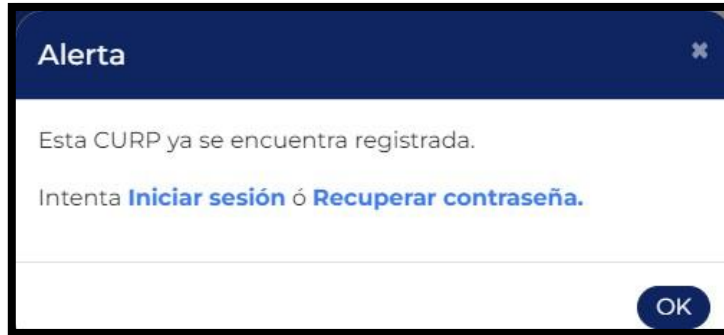 Alerta
Esta CURP ya se encuentra registrada.
Intenta Iniciar sesión ó Recuperar contraseña.
OK